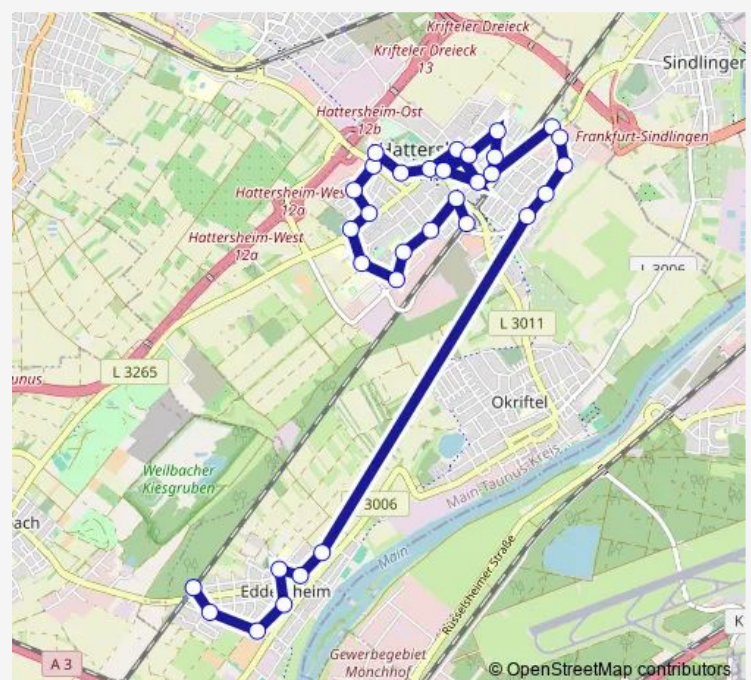 Krifteler Dreieck
Krifteler Dreieck
13
Sindlingen
Hattersheim-Ost
12b
Frankfurt-Sindlingen
Hattersheim-West
12a
Hattersheim-West
12a
L 3006
L 3011
L 3265
Okriftel
Weilbacher
Kiesgruben
3006
Main-Taunus-Kreis
Main
Rüsselsheimer Straße
K
A 3
Gewerbegebiet
Mönchhof
© OpenStreetMap contributors